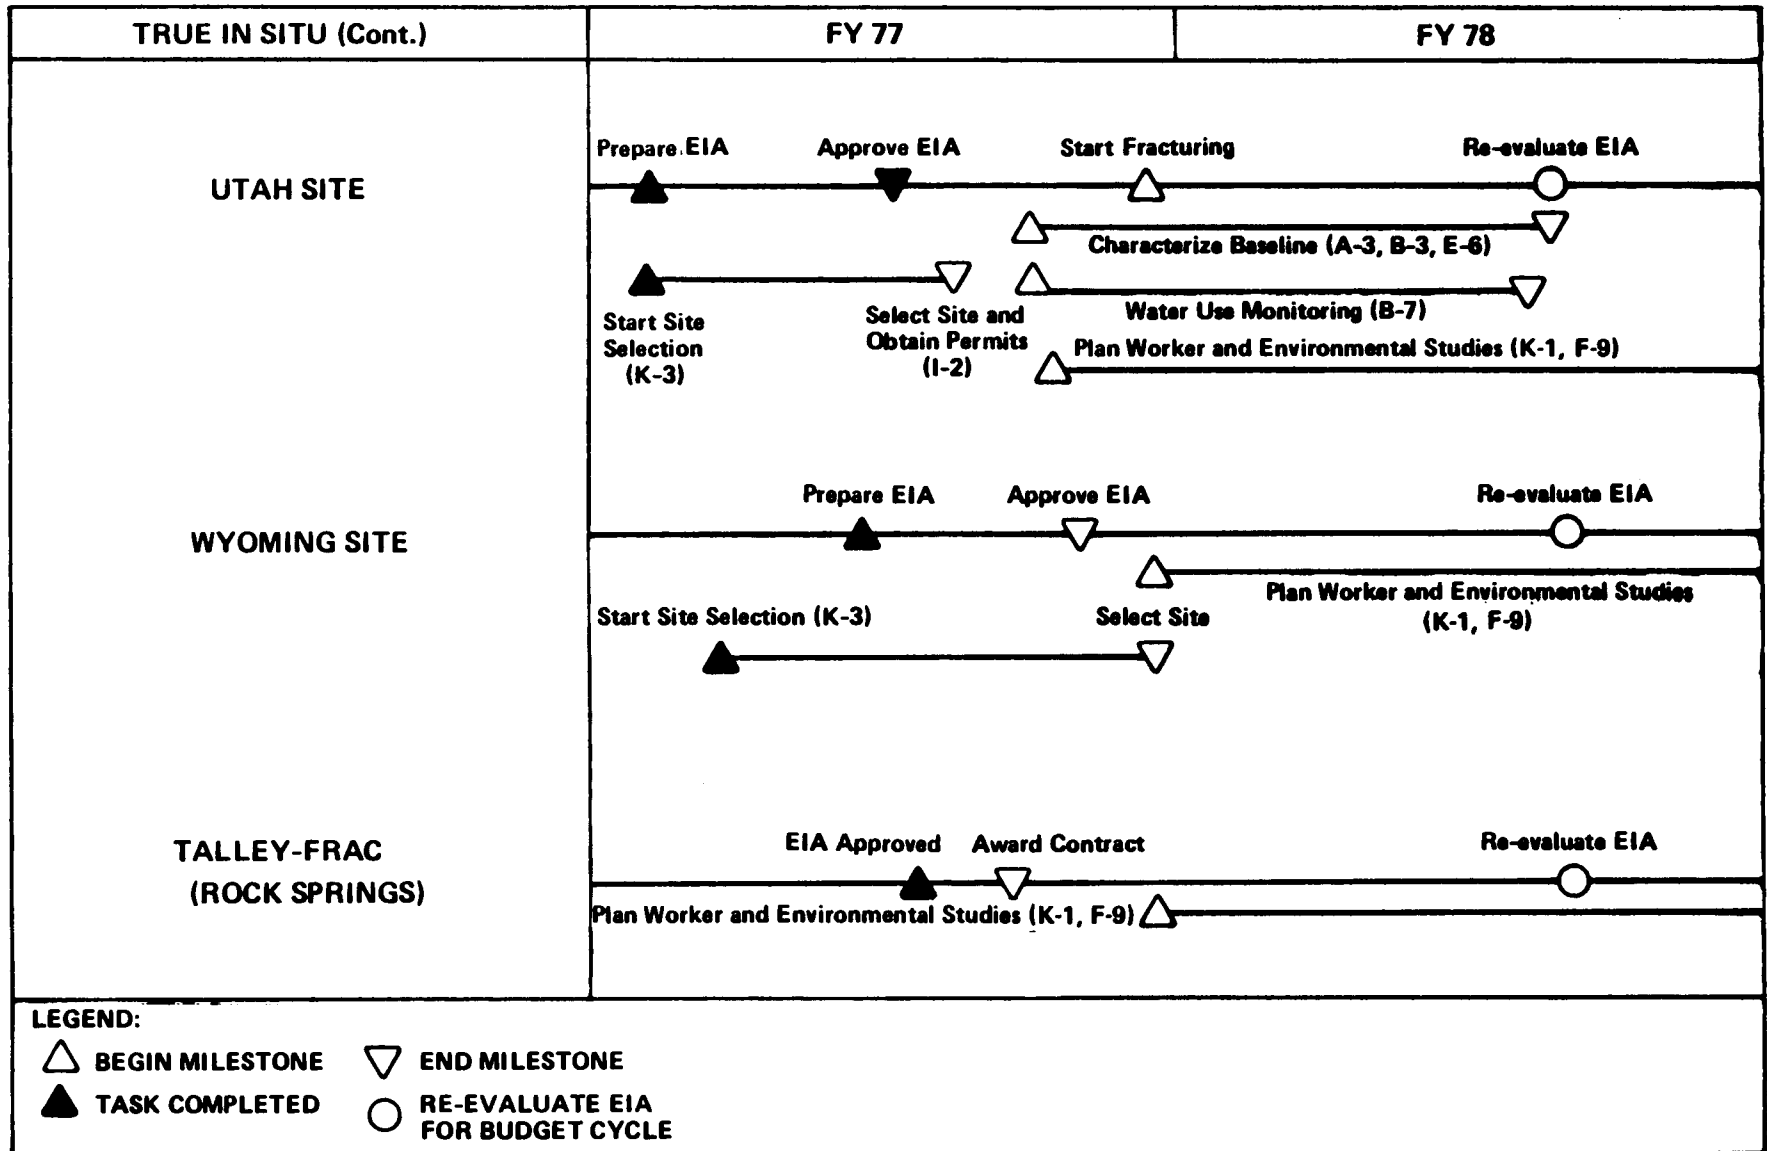 TRUE IN SITU (Cont.)
FY 77
FY 78
UTAH SITE
Prepare EIA
Approve EIA
Start Fracturing
Re-evaluate EIA
Characterize Baseline (A-3, B-3, E-6)
Start Site
Selection
(K-3)
Select Site and
Obtain Permits
(I-2)
Water Use Monitoring (B-7)
Plan Worker and Environmental Studies (K-1, F-9)
WYOMING SITE
Prepare EIA
Approve EIA
Re-evaluate EIA
Plan Worker and Environmental Studies
(K-1, F-9)
Start Site Selection (K-3)
Select Site
TALLEY-FRAC
(ROCK SPRINGS)
EIA Approved
Award Contract
Re-evaluate EIA
Plan Worker and Environmental Studies (K-1, F-9)
LEGEND:
BEGIN MILESTONE
END MILESTONE
TASK COMPLETED
RE-EVALUATE EIA
FOR BUDGET CYCLE